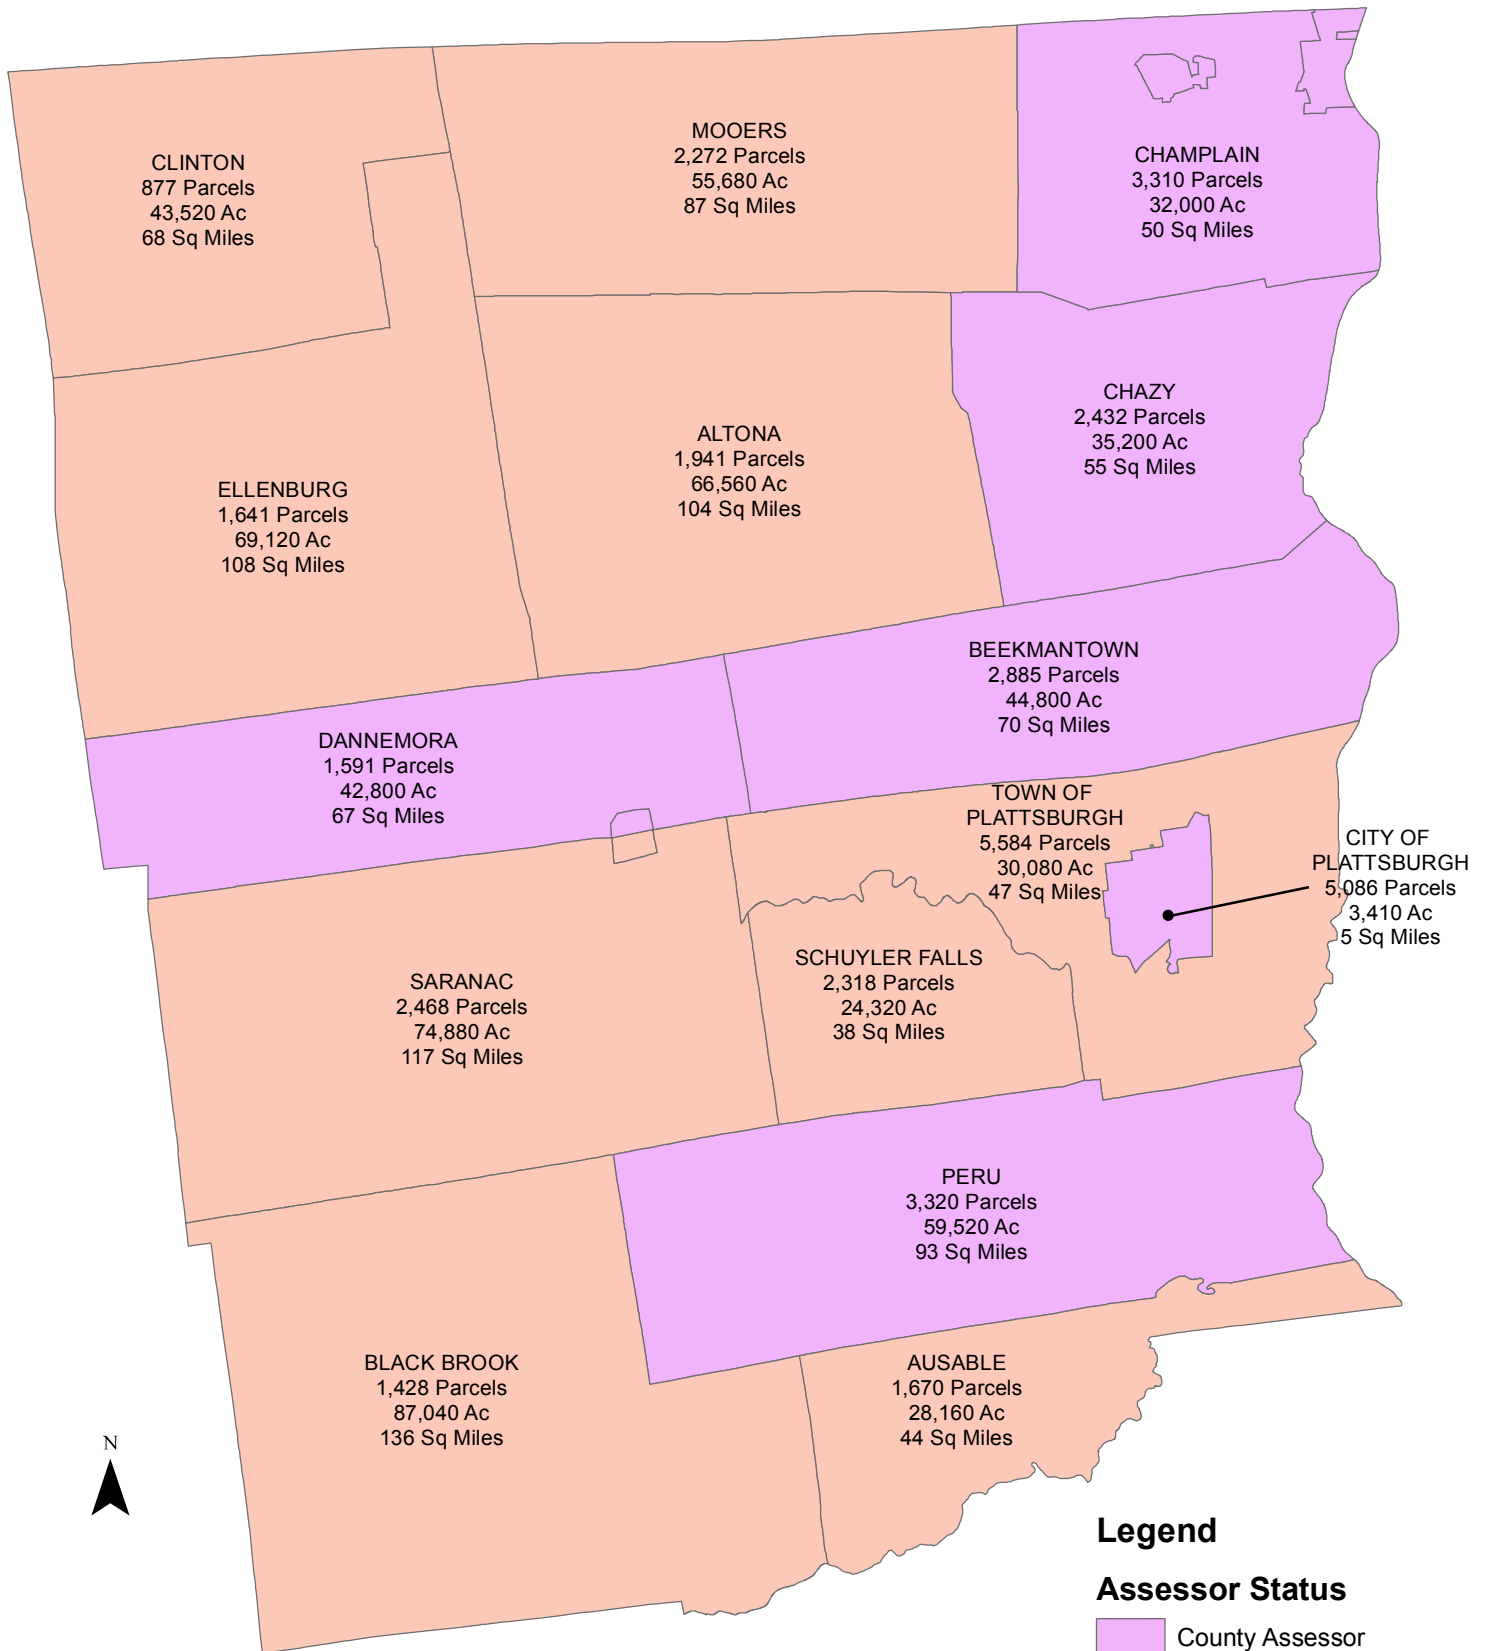 CLINTON
877 Parcels
43,520 Ac
68 Sq Miles
MOOERS
2,272 Parcels
55,680 Ac
87 Sq Miles
CHAMPLAIN
3,310 Parcels
32,000 Ac
50 Sq Miles
CHAZY
2,432 Parcels
35,200 Ac
55 Sq Miles
ALTONA
1,941 Parcels
66,560 Ac
104 Sq Miles
ELLENBURG
1,641 Parcels
69,120 Ac
108 Sq Miles
BEEKMANTOWN
2,885 Parcels
44,800 Ac
70 Sq Miles
DANNEMORA
1,591 Parcels
42,800 Ac
67 Sq Miles
TOWN OF
PLATTSBURGH
5,584 Parcels
30,080 Ac
47 Sq Miles
CITY OF
PLATTSBURGH
5,086 Parcels
3,410 Ac
5 Sq Miles
SCHUYLER FALLS
2,318 Parcels
24,320 Ac
38 Sq Miles
SARANAC
2,468 Parcels
74,880 Ac
117 Sq Miles
PERU
3,320 Parcels
59,520 Ac
93 Sq Miles
BLACK BROOK
1,428 Parcels
87,040 Ac
136 Sq Miles
AUSABLE
1,670 Parcels
28,160 Ac
44 Sq Miles
N
Legend
Assessor Status
County Assessor